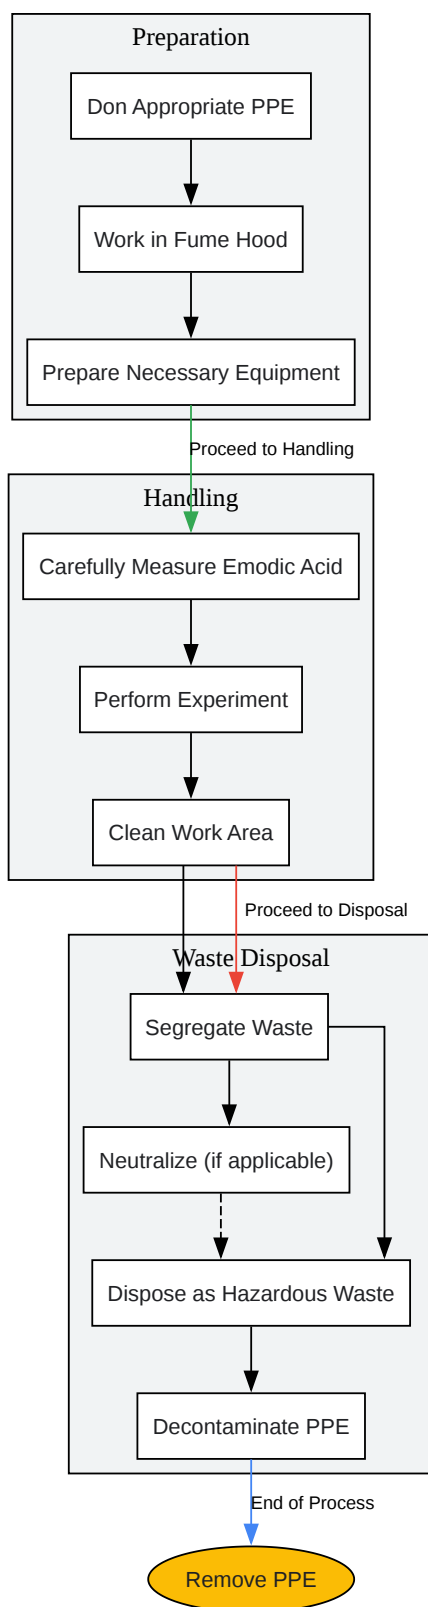 Preparation
Don Appropriate PPE
Work in Fume Hood
Prepare Necessary Equipment
Proceed to Handling
Handling
Carefully Measure Emodic Acid
Perform Experiment
Clean Work Area
Proceed to Disposal
Waste Disposal
Segregate Waste
Neutralize (if applicable)
Dispose as Hazardous Waste
Decontaminate PPE
End of Process
Remove PPE